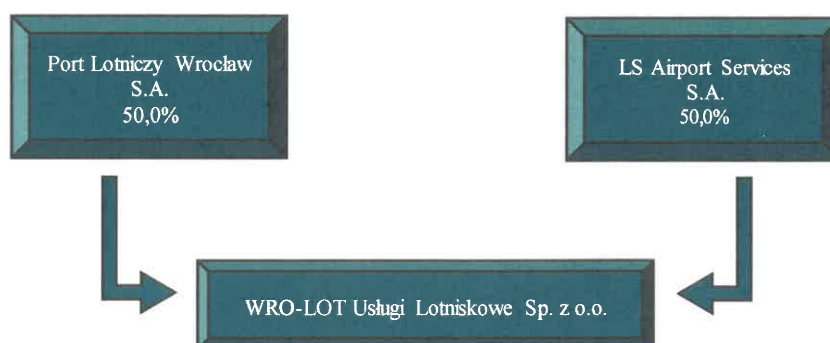 Port Lotniczy Wrocław
S.A.
50,0%
LS Airport Services
S.A.
50,0%
WRO-LOT Usługi Lotniskowe Sp. z o.o.